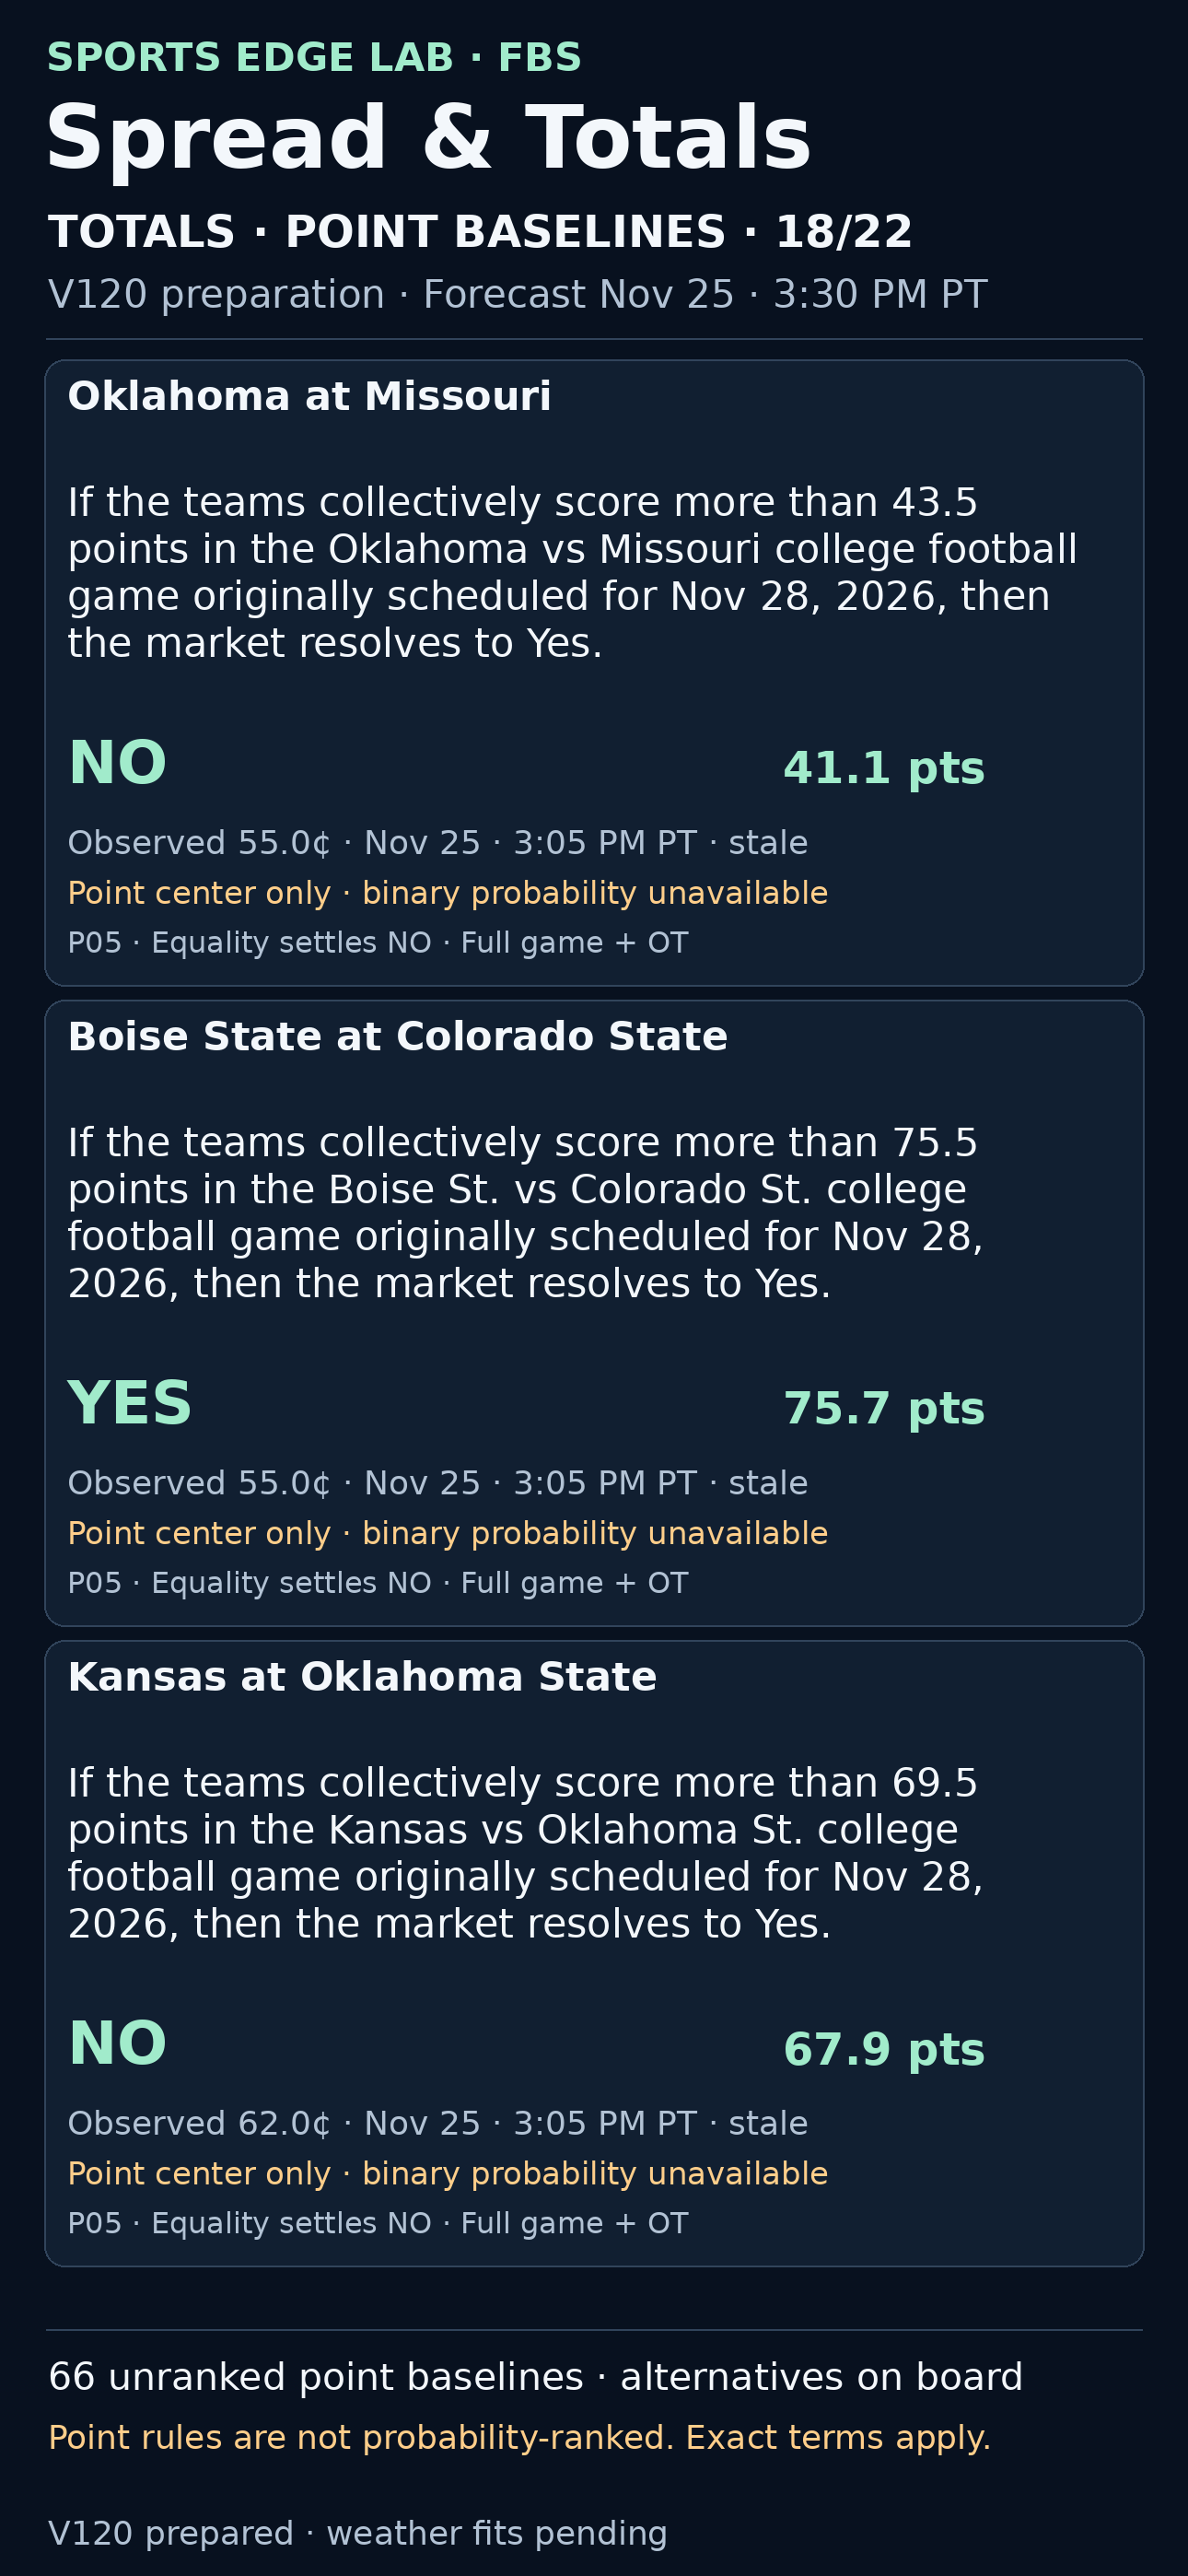 SPORTS EDGE LAB · FBS
Spread & Totals
TOTALS · POINT BASELINES · 18/22
V120 preparation · Forecast Nov 25 · 3:30 PM PT
Oklahoma at Missouri
If the teams collectively score more than 43.5
points in the Oklahoma vs Missouri college football
game originally scheduled for Nov 28, 2026, then
the market resolves to Yes.
NO 41.1 pts
Observed 55.0¢ · Nov 25 · 3:05 PM PT · stale
Point center only · binary probability unavailable
P05 · Equality settles NO · Full game + OT
Boise State at Colorado State
If the teams collectively score more than 75.5
points in the Boise St. vs Colorado St. college
football game originally scheduled for Nov 28,
2026, then the market resolves to Yes.
YES 75.7 pts
Observed 55.0¢ · Nov 25 · 3:05 PM PT · stale
Point center only · binary probability unavailable
P05 · Equality settles NO · Full game + OT
Kansas at Oklahoma State
If the teams collectively score more than 69.5
points in the Kansas vs Oklahoma St. college
football game originally scheduled for Nov 28,
2026, then the market resolves to Yes.
NO 67.9 pts
Observed 62.0¢ · Nov 25 · 3:05 PM PT · stale
Point center only · binary probability unavailable
P05 · Equality settles NO · Full game + OT
66 unranked point baselines · alternatives on board
Point rules are not probability-ranked. Exact terms apply.
V120 prepared · weather fits pending